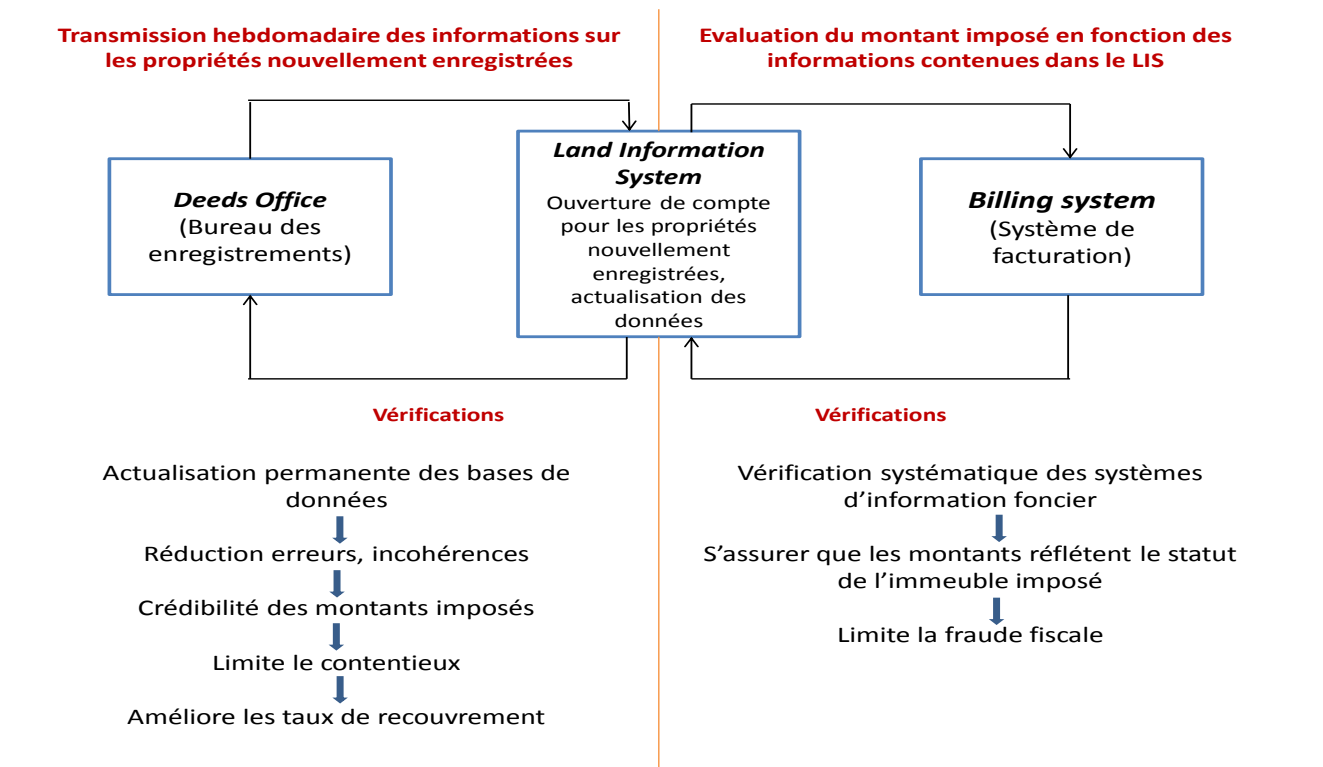 Transmission hebdomadaire des informations sur
les propriétés nouvellement enregistrées
Evaluation du montant imposé en fonction des
informations contenues dans le LIS
Deeds Office
(Bureau des
enregistrements)
Land Information
System
Ouverture de compte
pour les propriétés
nouvellement
enregistrées,
actualisation des
données
Billing system
(Système de
facturation)
Vérifications
Actualisation permanente des bases de
données
Réduction erreurs, incohérences
Crédibilité des montants imposés
Limite le contentieux
Améliore les taux de recouvrement
Vérifications
Vérification systématique des systèmes
d’information foncier
S’assurer que les montants réflétent le statut
de l’immeuble imposé
Limite la fraude fiscale